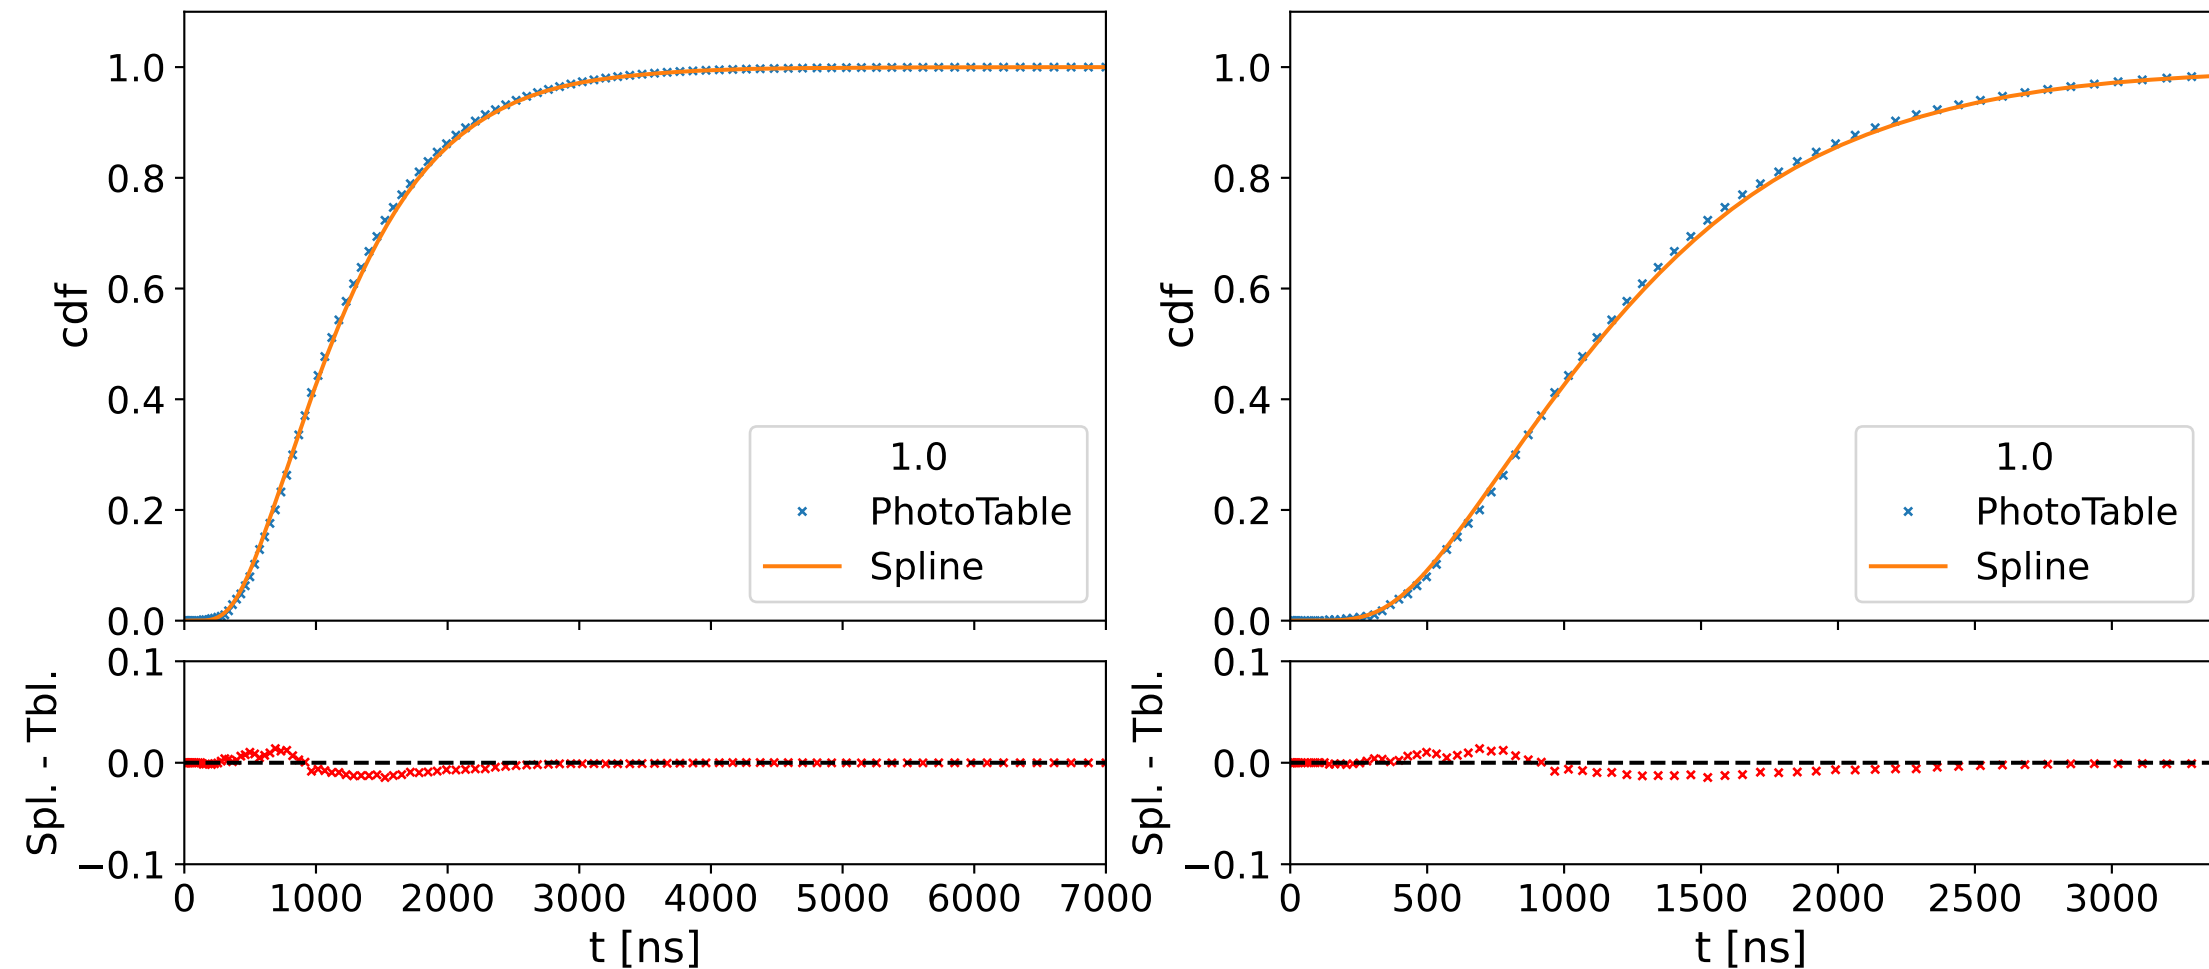 1.0
0.8
0.6
0.4
0.2
0.0
cdf
1.0
PhotoTable
Spline
0.1
0.0
−0.1
Spl. - Tbl.
0 1000 2000 3000 4000 5000 6000 7000
t [ns]
1.0
0.8
0.6
0.4
0.2
0.0
cdf
1.0
PhotoTable
Spline
0.1
0.0
−0.1
Spl. - Tbl.
0 500 1000 1500 2000 2500 3000
t [ns]